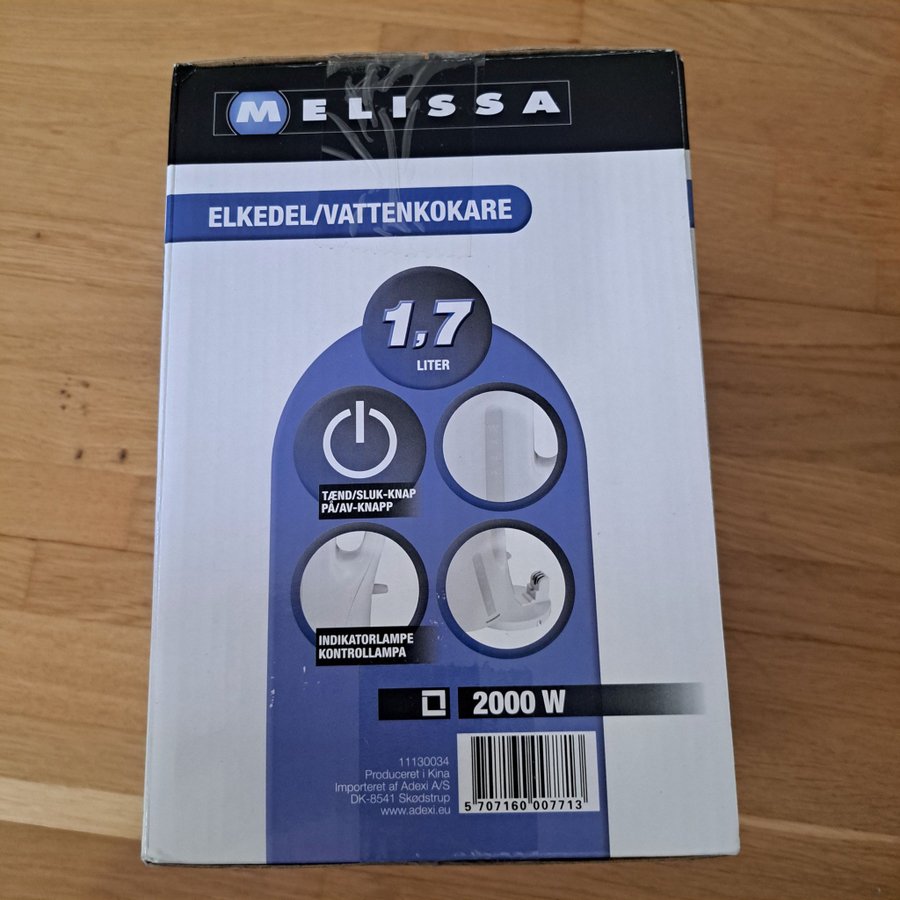 MELISSA
ELKEDEL/VATTENKOKARE
1,7
LITER
TÆND/SLUK-KNAP
PÅ/AV-KNAPP
INDIKATORLAMPE
KONTROLLAMPA
2000 W
11130034
Produceret i Kina
Importeret af Adexi A/S
DK-8541 Skødstrup
www.adexi.eu
5 707160 007713